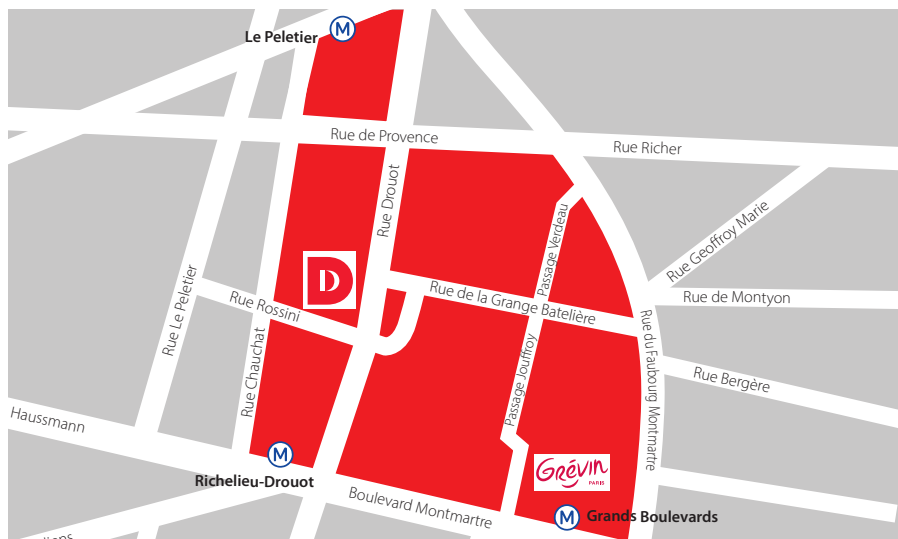 M
Le Peletier
Rue de Provence
Rue Richer
Rue Drouot
Passage Verdeau
Rue Geoffroy Marie
D
Rue Le Peletier
Rue Rossini
Rue de la Grange Batelière
Rue de Montyon
Rue Chauchat
Passage Jouffroy
Rue du Faubourg Montmartre
Rue Bergère
Haussmann
M
Richelieu-Drouot
Grévin
PARIS
Boulevard Montmartre
M
Grands Boulevards